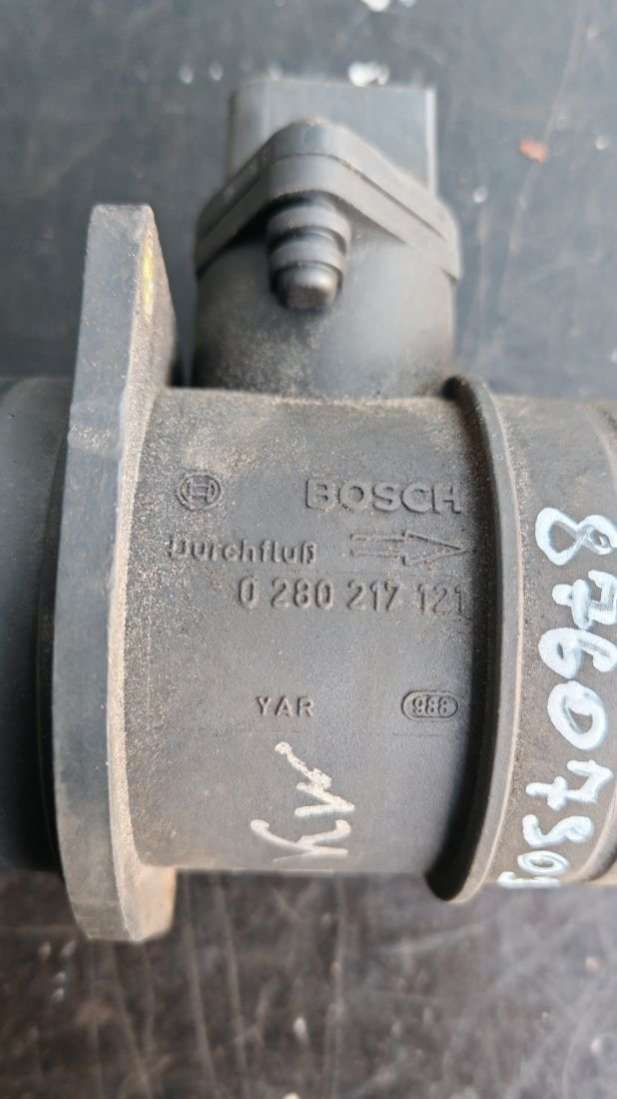 BOSCH
Durchfluß
0 280 217 121
YAR
988